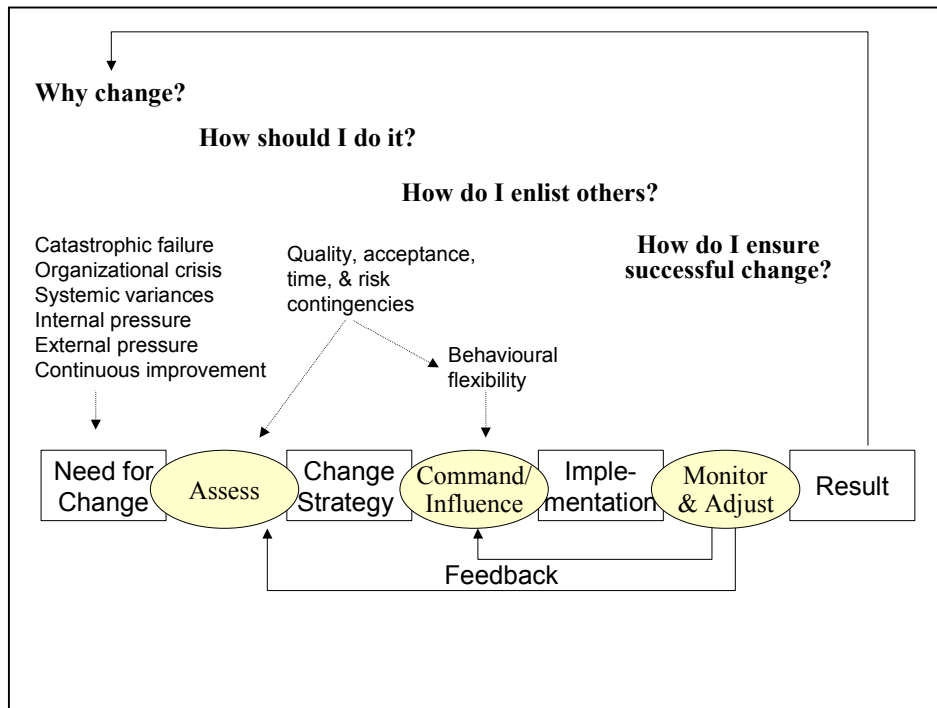 Why change?
How should I do it?
How do I enlist others?
How do I ensure
successful change?
Catastrophic failure
Organizational crisis
Systemic variances
Internal pressure
External pressure
Continuous improvement
Quality, acceptance,
time, & risk
contingencies
Behavioural
flexibility
Need for
Change
Assess
Change
Strategy
Command/
Influence
Imple-
mentation
Monitor
& Adjust
Result
Feedback